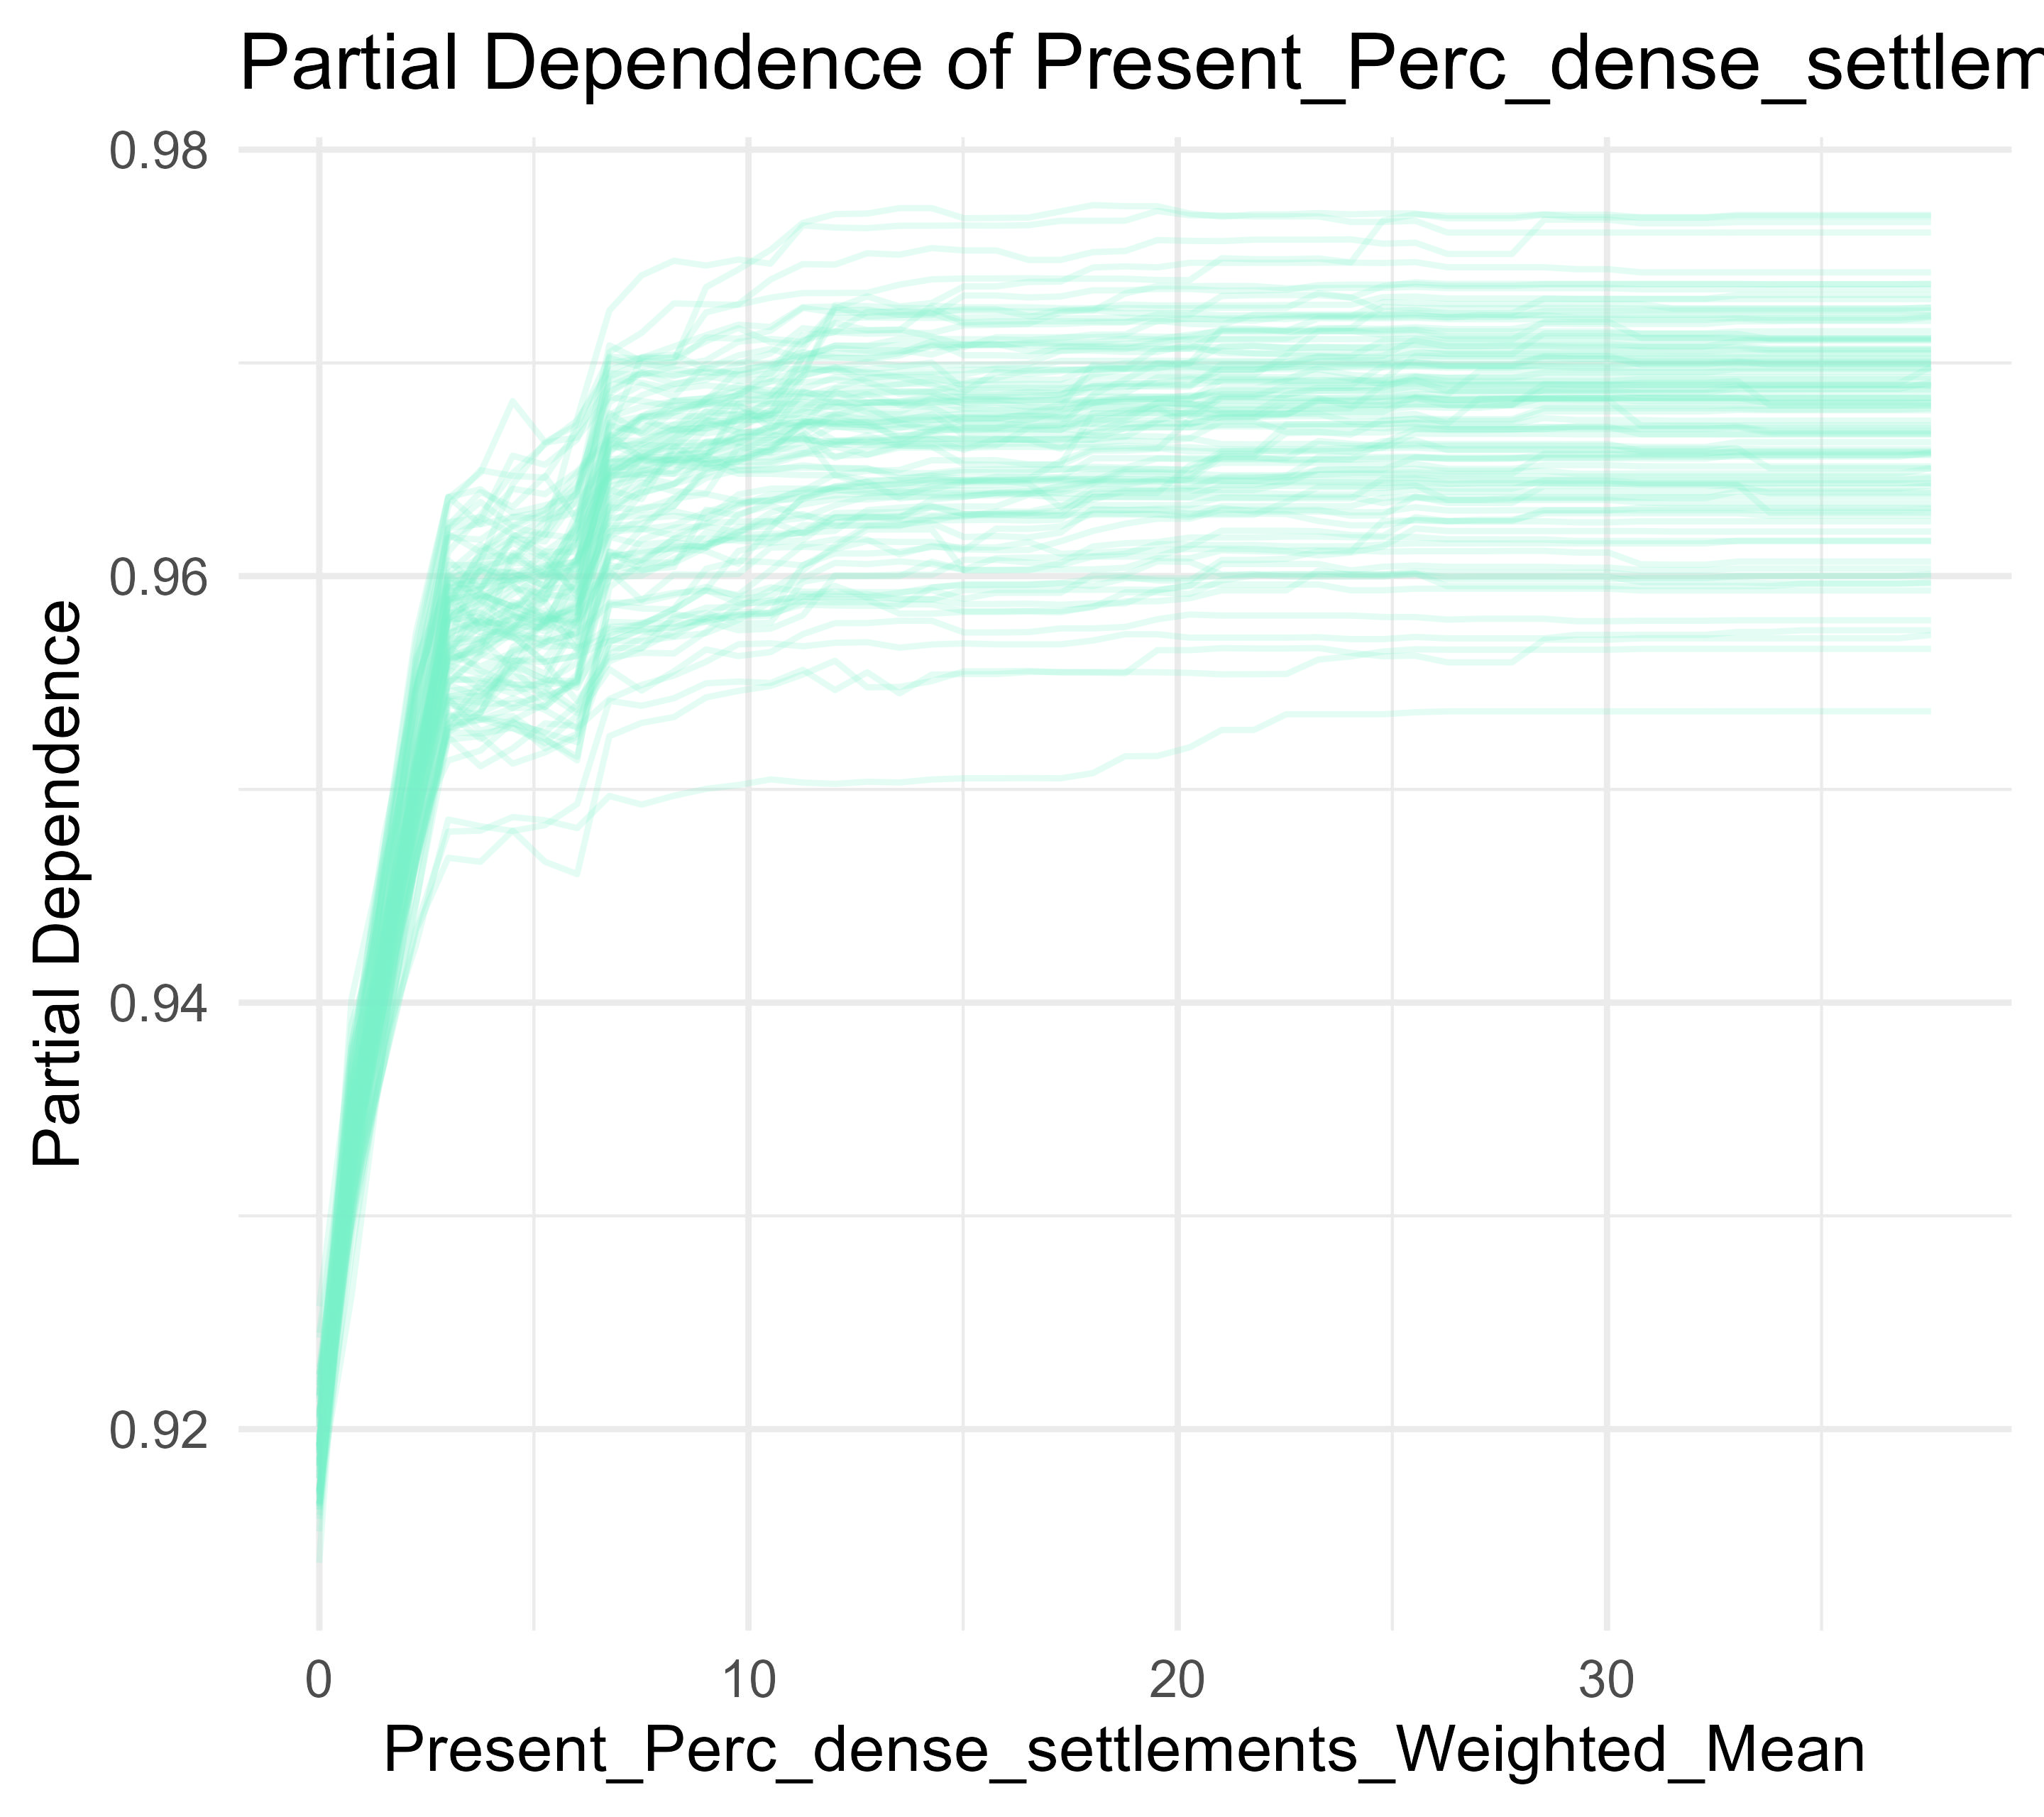 Partial Dependence of Present_Perc_dense_settlem
0.98
0.96
0.94
0.92
Partial Dependence
0 10 20 30
Present_Perc_dense_settlements_Weighted_Mean